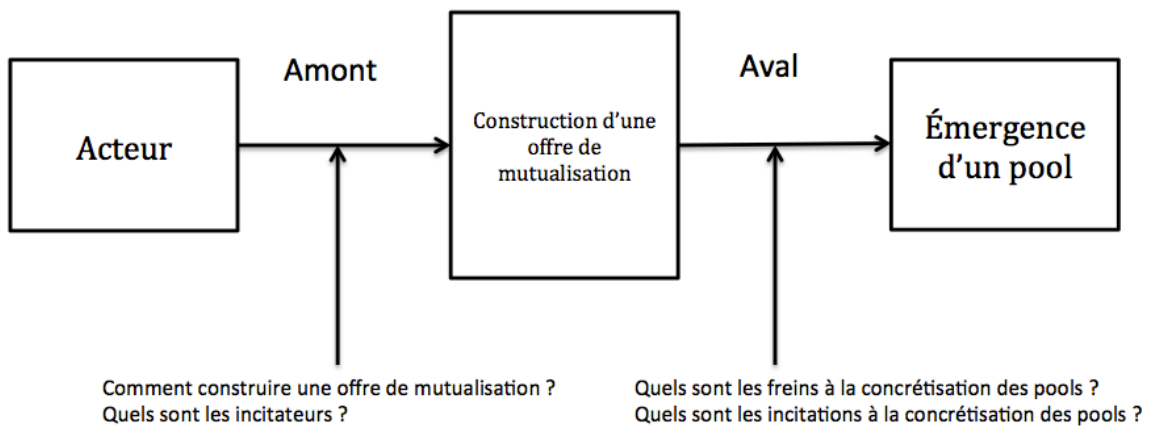 Amont
Aval
Acteur
Construction d'une
offre de
mutualisation
Émergence
d'un pool
Comment construire une offre de mutualisation ?
Quels sont les incitateurs ?
Quels sont les freins à la concrétisation des pools ?
Quels sont les incitations à la concrétisation des pools ?